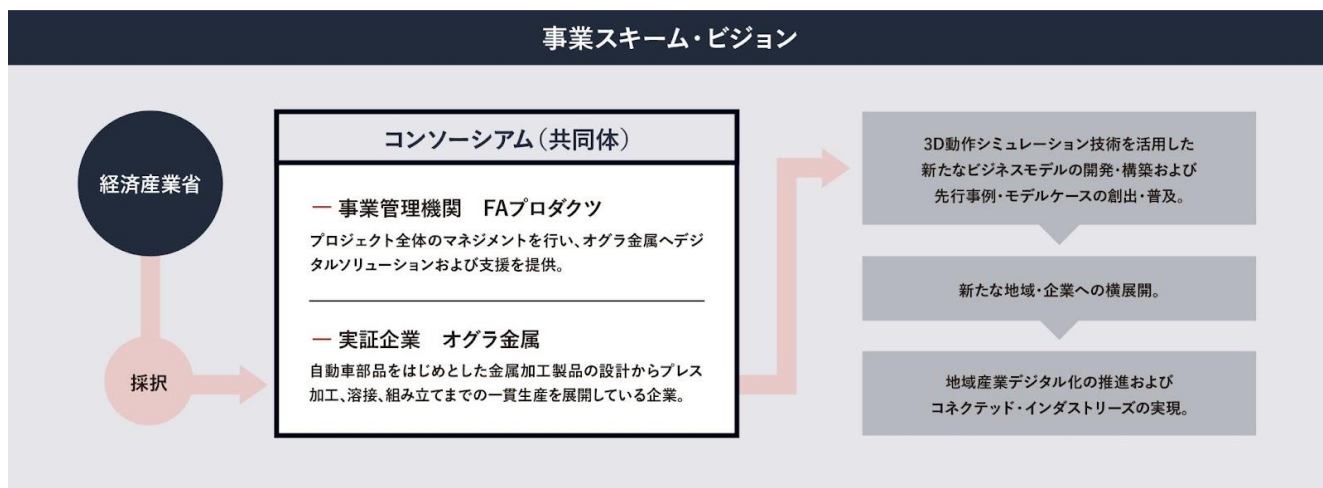 事業スキーム・ビジョン
経済産業省
採択
コンソーシアム（共同体）
— 事業管理機関　FAプロダクツ
プロジェクト全体のマネジメントを行い、オグラ金属へデジ
タルソリューションおよび支援を提供。
— 実証企業　オグラ金属
自動車部品をはじめとした金属加工製品の設計からプレス
加工、溶接、組み立てまでの一貫生産を展開している企業。
3D動作シミュレーション技術を活用した
新たなビジネスモデルの開発・構築および
先行事例・モデルケースの創出・普及。
新たな地域・企業への横展開。
地域産業デジタル化の推進および
コネクテッド・インダストリーズの実現。